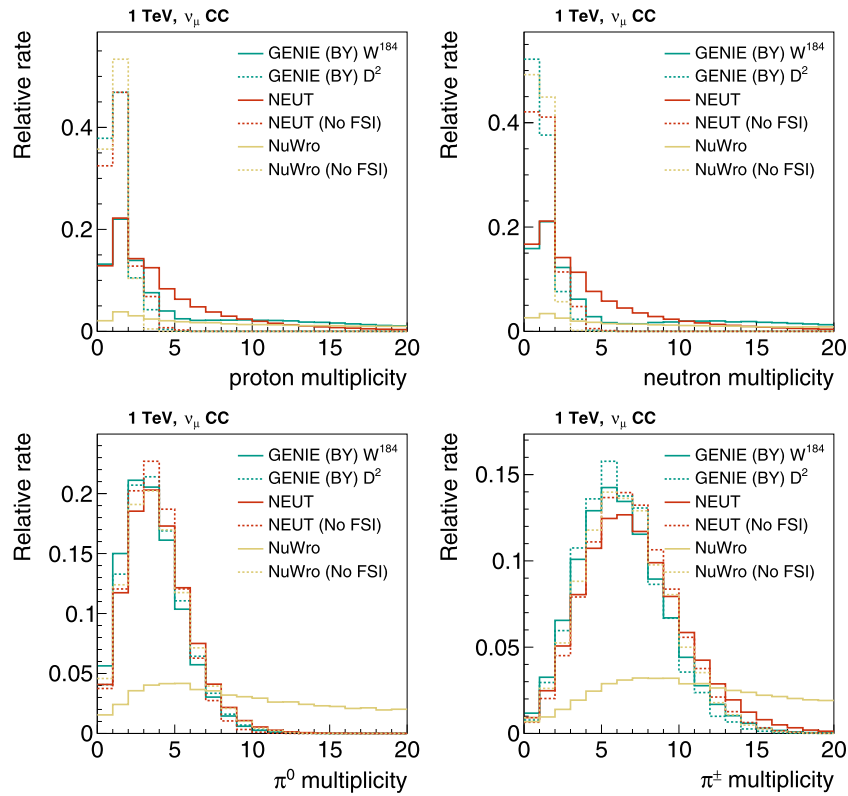 1 TeV, νμ CC
Relative rate
GENIE (BY) W¹⁸⁴
GENIE (BY) D²
NEUT
NEUT (No FSI)
NuWro
NuWro (No FSI)
0.4
0.2
0
0 5 10 15 20
proton multiplicity
1 TeV, νμ CC
Relative rate
GENIE (BY) W¹⁸⁴
GENIE (BY) D²
NEUT
NEUT (No FSI)
NuWro
NuWro (No FSI)
0.4
0.2
0
0 5 10 15 20
neutron multiplicity
1 TeV, νμ CC
Relative rate
GENIE (BY) W¹⁸⁴
GENIE (BY) D²
NEUT
NEUT (No FSI)
NuWro
NuWro (No FSI)
0.2
0.15
0.1
0.05
0
0 5 10 15 20
π⁰ multiplicity
1 TeV, νμ CC
Relative rate
GENIE (BY) W¹⁸⁴
GENIE (BY) D²
NEUT
NEUT (No FSI)
NuWro
NuWro (No FSI)
0.15
0.1
0.05
0
0 5 10 15 20
π± multiplicity